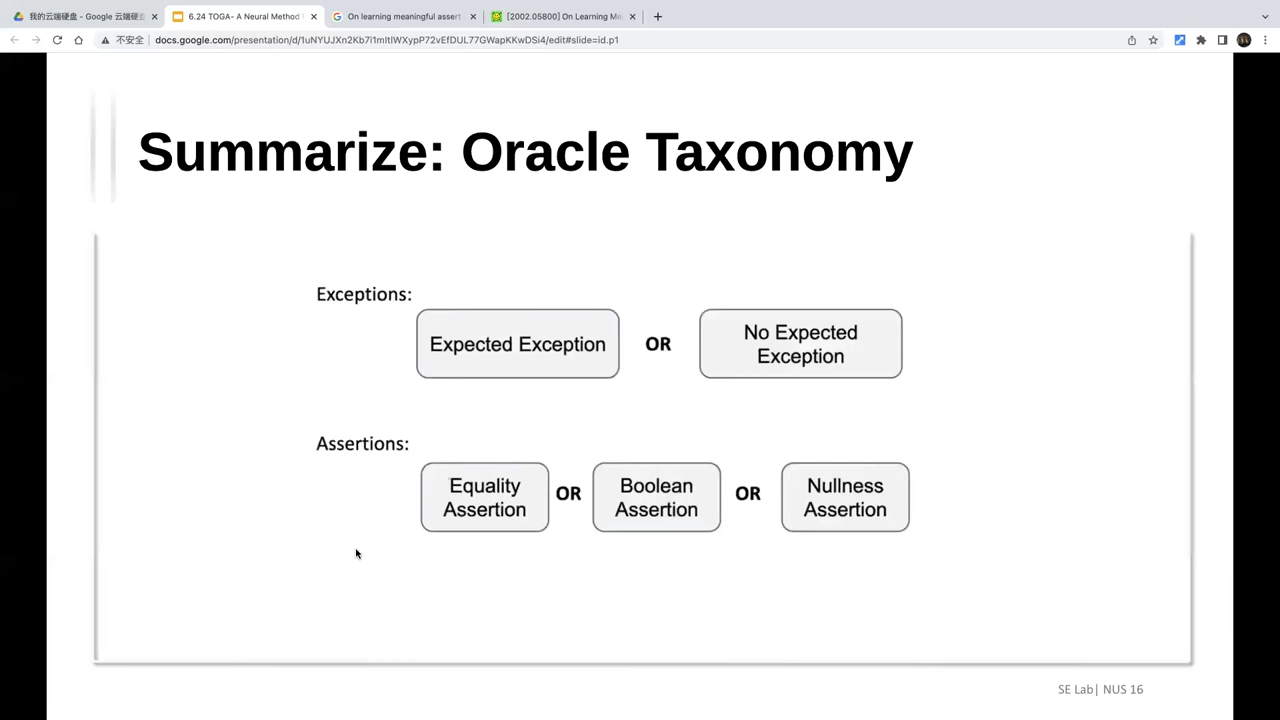 我的云端硬盘 - Google 云端硬盘
6.24 TOGA- A Neural Method
On learning meaningful assert
[2002.05800] On Learning Me
不安全
docs.google.com/presentation/d/1uNYUJXn2Kb7i1mItIWXypP72vEfDUL77GWapKKwDSi4/edit#slide=id.p1
Summarize: Oracle Taxonomy
Exceptions:
Expected Exception
OR
No Expected
Exception
Assertions:
Equality
Assertion
OR
Boolean
Assertion
OR
Nullness
Assertion
SE Lab| NUS 16